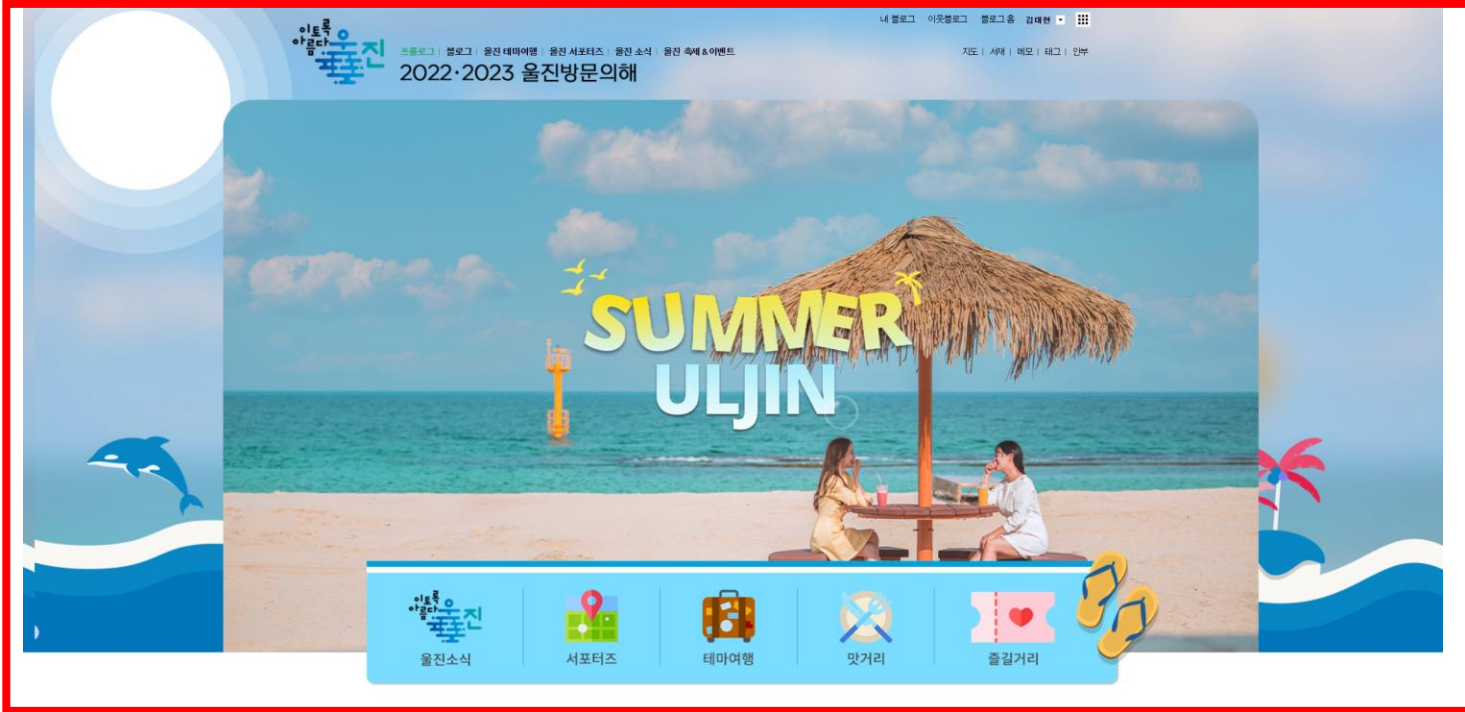 내 블로그 이웃블로그 블로그 홈 김대현
이토록
아름다운
울진
프롤로그 | 블로그 | 울진 테마여행 | 울진 서포터즈 | 울진 소식 | 울진 축제&이벤트
지도 | 서재 | 메모 | 태그 | 안부
2022·2023 울진방문의해
SUMMER
ULJIN
이토록
아름다운
울진
울진소식
서포터즈
테마여행
맛거리
즐길거리